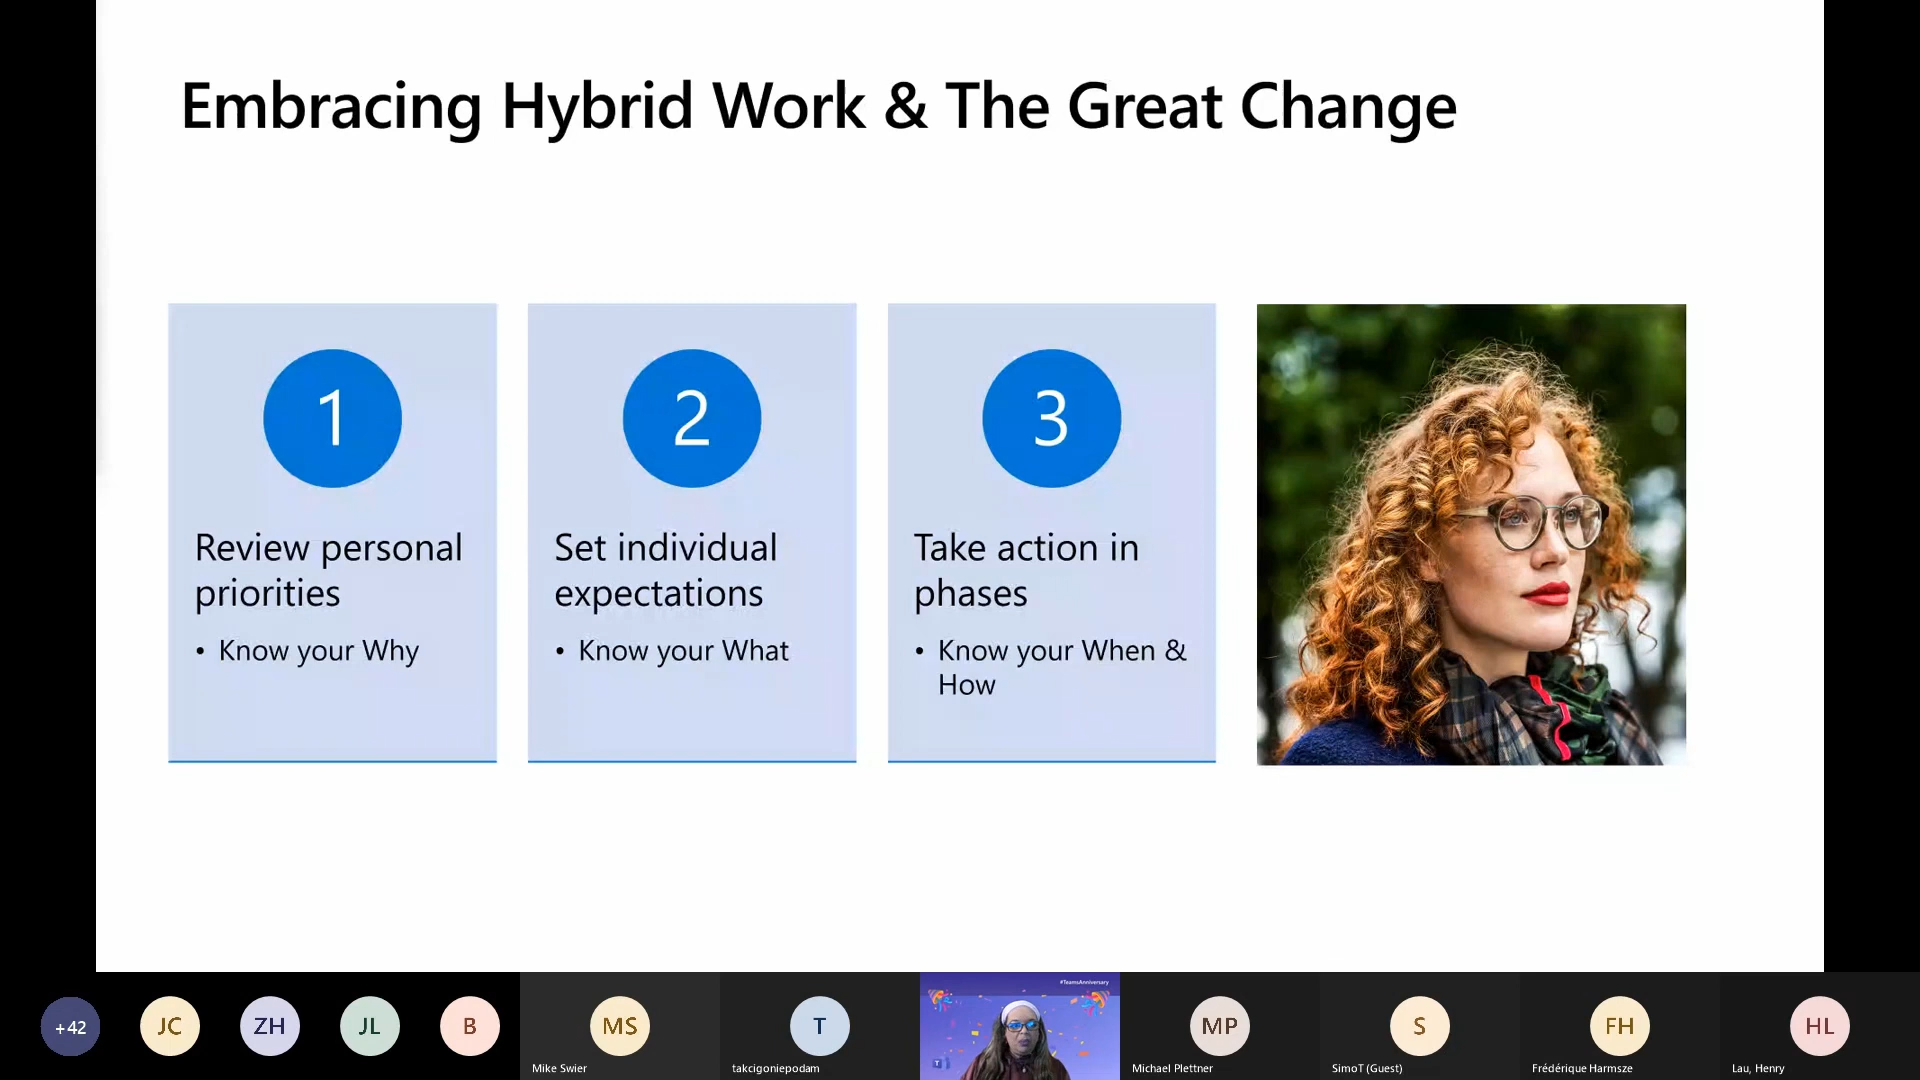 Embracing Hybrid Work & The Great Change
1
Review personal
priorities
• Know your Why
2
Set individual
expectations
• Know your What
3
Take action in
phases
• Know your When &
How
#TeamsAnniversary
+42
JC
ZH
JL
B
MS
Mike Swier
T
takcigoniepodam
MP
Michael Plettner
S
SimoT (Guest)
FH
Frédérique Harmsze
HL
Lau, Henry